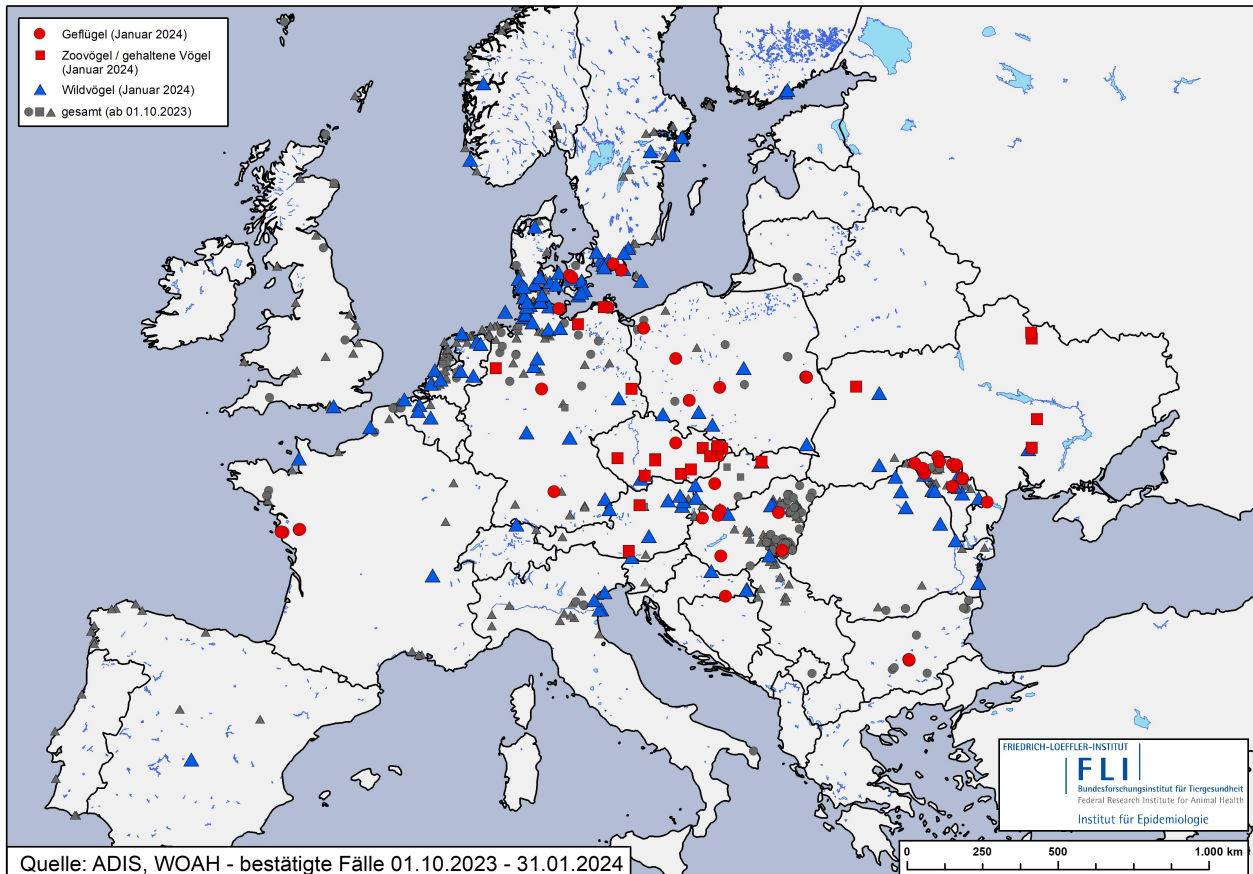 Geflügel (Januar 2024)
Zoovögel / gehaltene Vögel
(Januar 2024)
Wildvögel (Januar 2024)
gesamt (ab 01.10.2023)
FRIEDRICH-LOEFFLER-INSTITUT
FLI
Bundesforschungsinstitut für Tiergesundheit
Federal Research Institute for Animal Health
Institut für Epidemiologie
Quelle: ADIS, WOAH - bestätigte Fälle 01.10.2023 - 31.01.2024
0 250 500 1.000 km